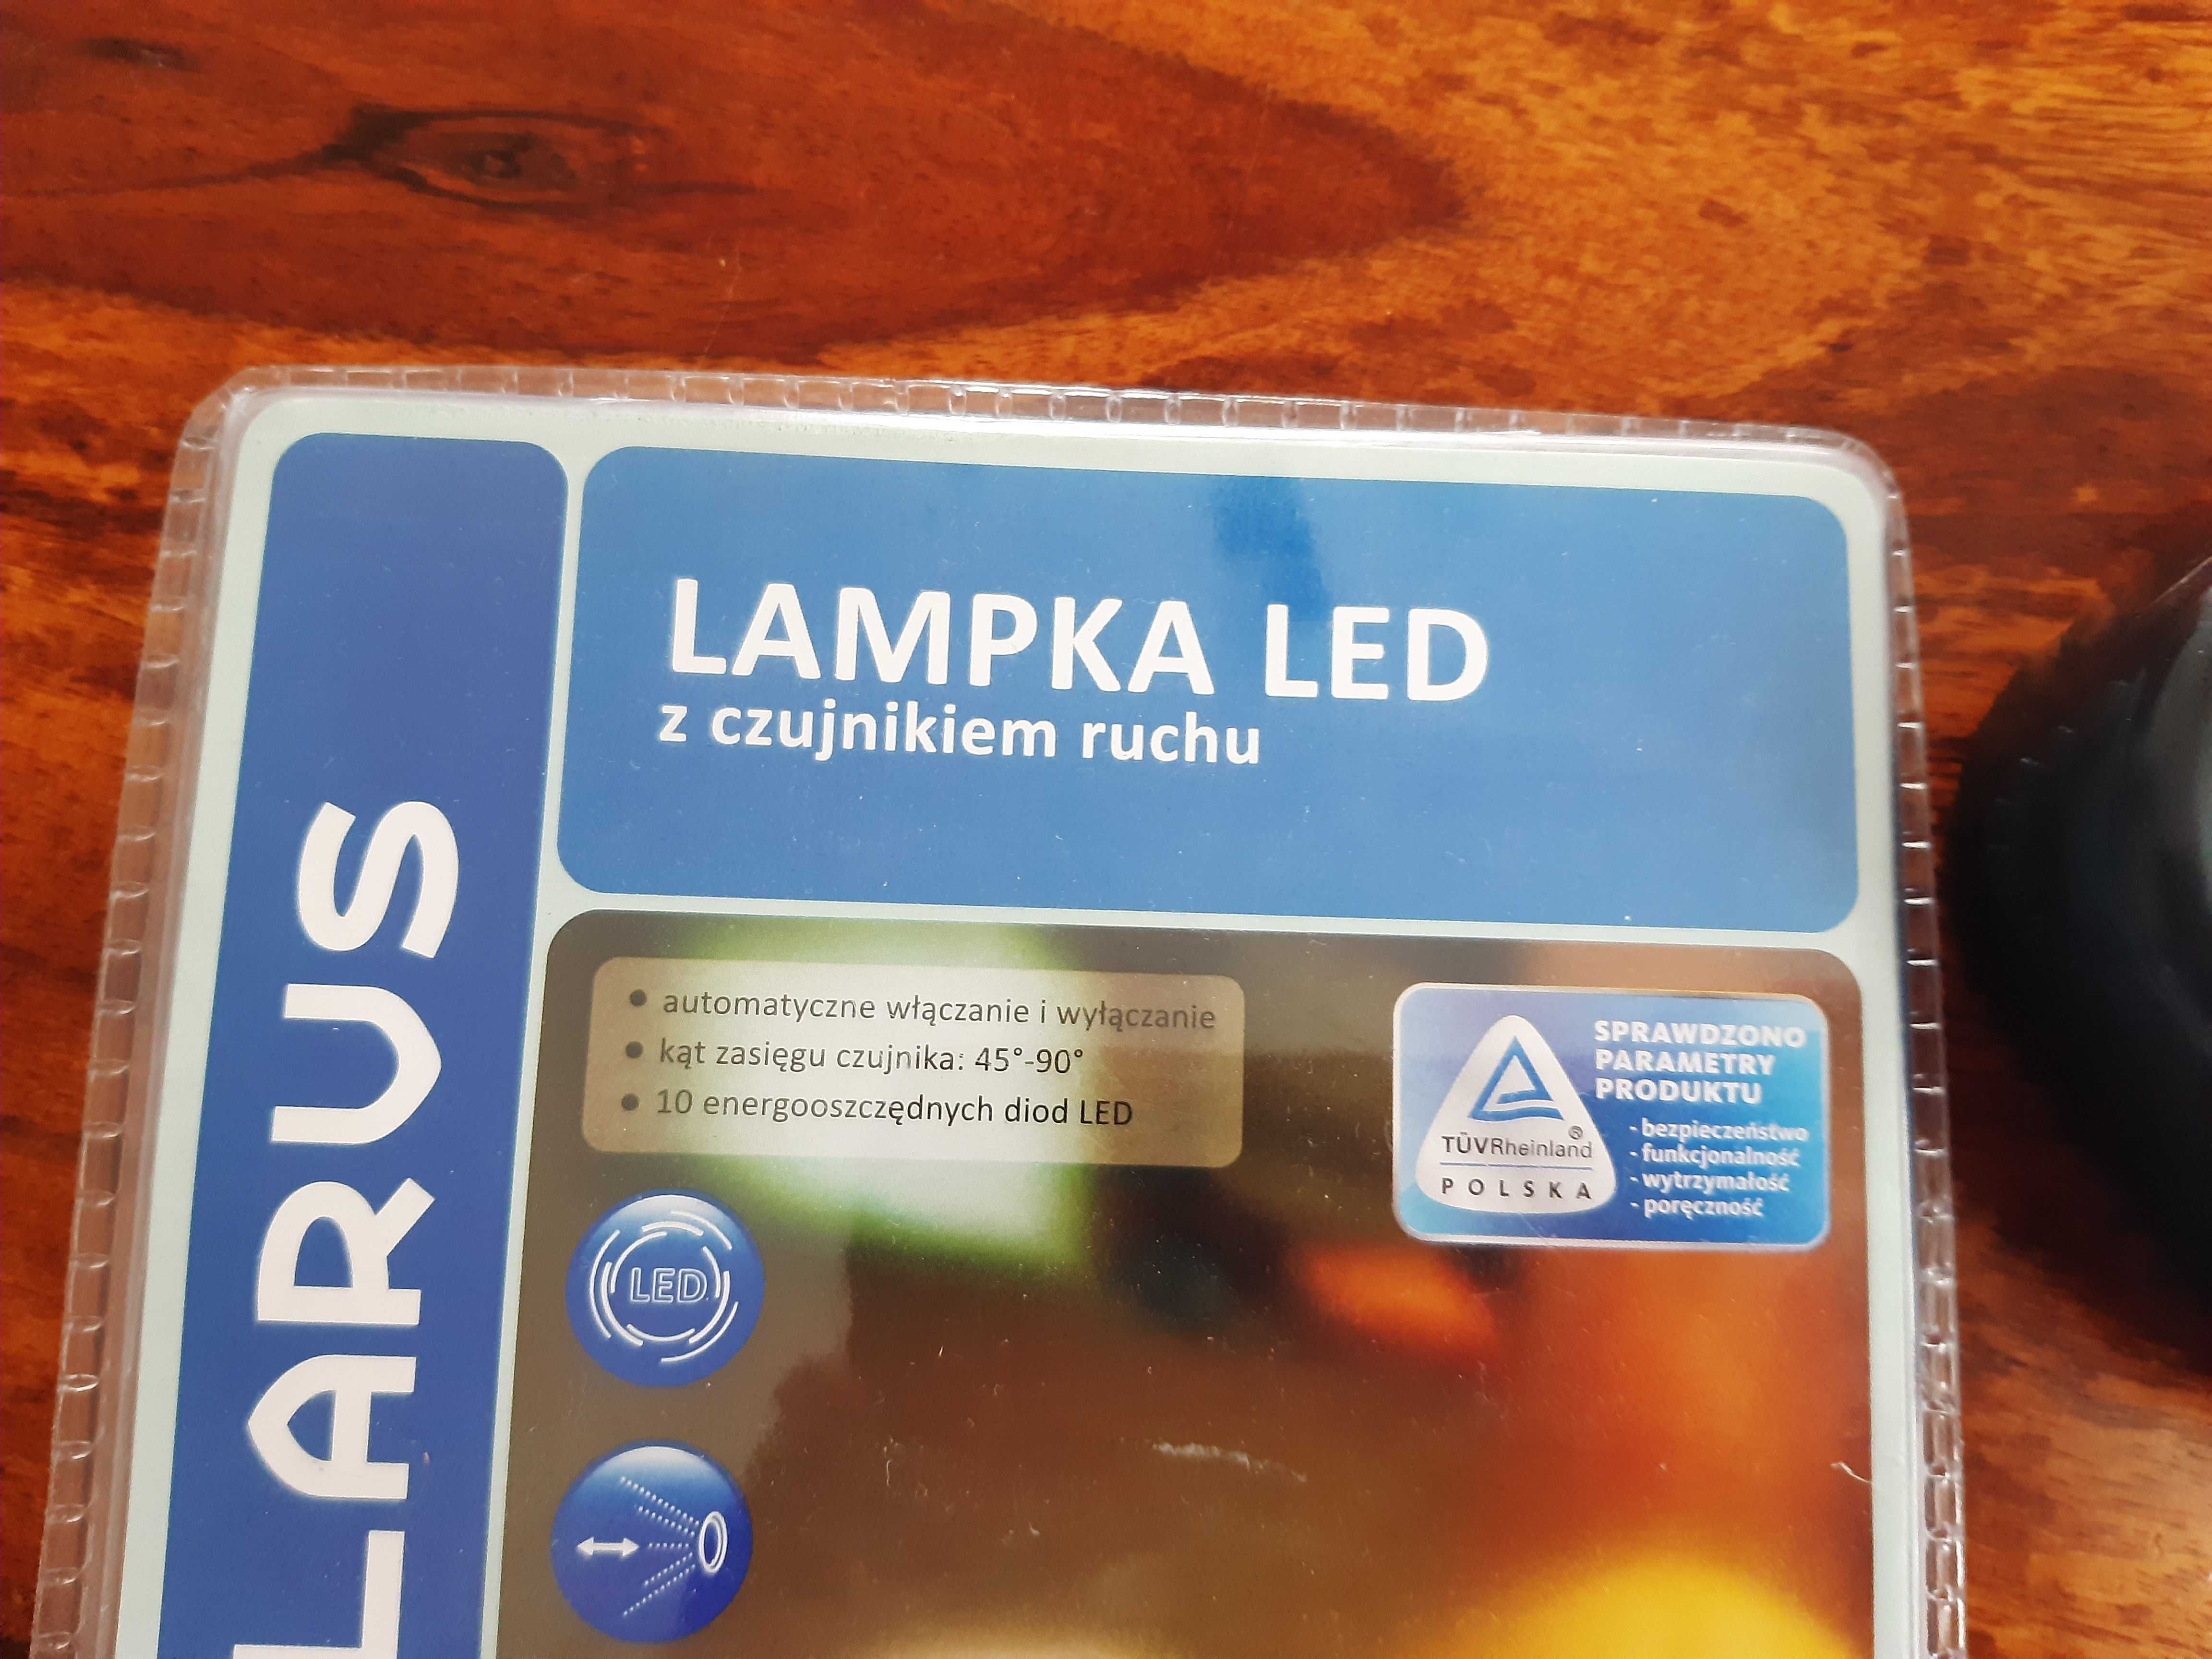 LAMPKA LED
z czujnikiem ruchu
LARUS
• automatyczne włączanie i wyłączanie
• kąt zasięgu czujnika: 45°-90°
• 10 energooszczędnych diod LED
SPRAWDZONO
PARAMETRY
PRODUKTU
- bezpieczeństwo
- funkcjonalność
- wytrzymałość
- poręczność
TÜVRheinland®
POLSKA
LED